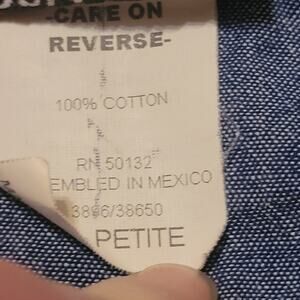 -CARE ON
REVERSE-
100% COTTON
RN 50132
EMBLED IN MEXICO
3896/38650
PETITE